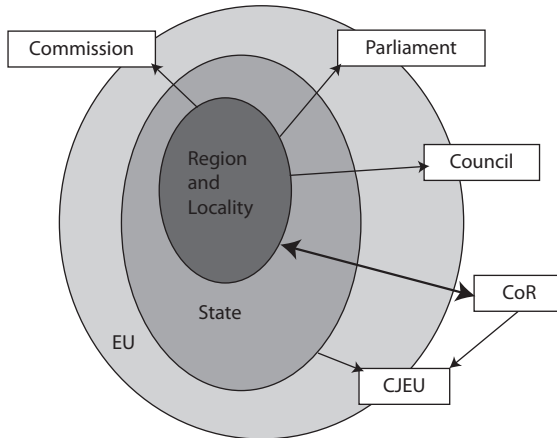 Commission
Parliament
Region
and
Locality
Council
State
CoR
EU
CJEU